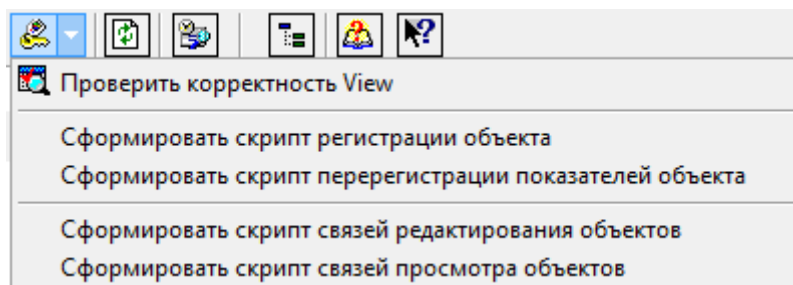 Проверить корректность View
Сформировать скрипт регистрации объекта
Сформировать скрипт перерегистрации показателей объекта
Сформировать скрипт связей редактирования объектов
Сформировать скрипт связей просмотра объектов